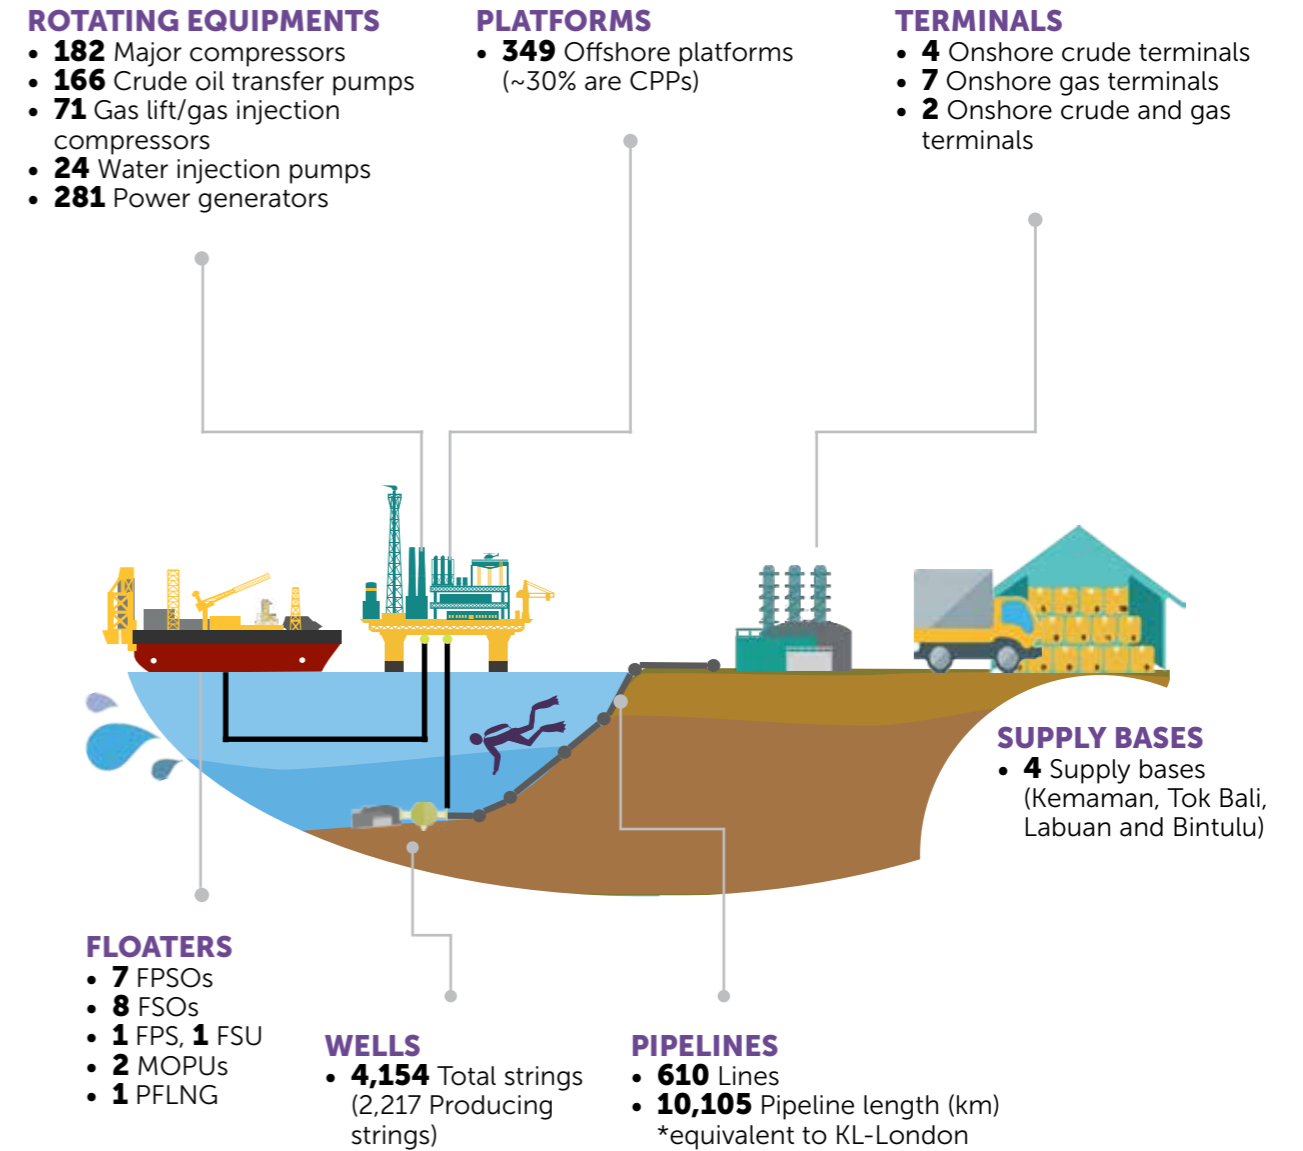 ROTATING EQUIPMENTS
• 182 Major compressors
• 166 Crude oil transfer pumps
• 71 Gas lift/gas injection
compressors
• 24 Water injection pumps
• 281 Power generators
PLATFORMS
• 349 Offshore platforms
(~30% are CPPs)
TERMINALS
• 4 Onshore crude terminals
• 7 Onshore gas terminals
• 2 Onshore crude and gas
terminals
SUPPLY BASES
• 4 Supply bases
(Kemaman, Tok Bali,
Labuan and Bintulu)
FLOATERS
• 7 FPSOs
• 8 FSOs
• 1 FPS, 1 FSU
• 2 MOPUs
• 1 PFLNG
WELLS
• 4,154 Total strings
(2,217 Producing
strings)
PIPELINES
• 610 Lines
• 10,105 Pipeline length (km)
*equivalent to KL-London